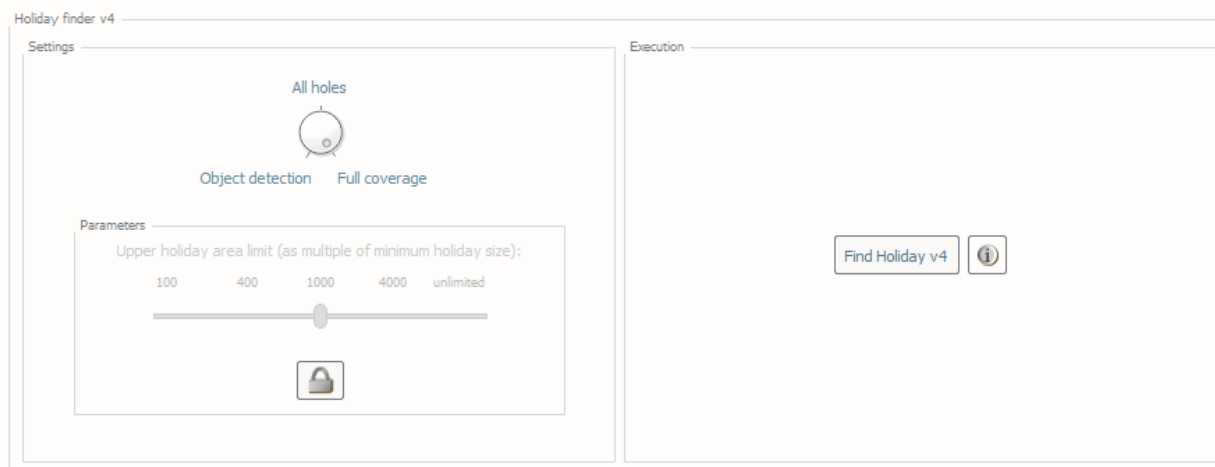 Holiday finder v4
Settings
All holes
Object detection Full coverage
Parameters
Upper holiday area limit (as multiple of minimum holiday size):
100 400 1000 4000 unlimited
Execution
Find Holiday v4